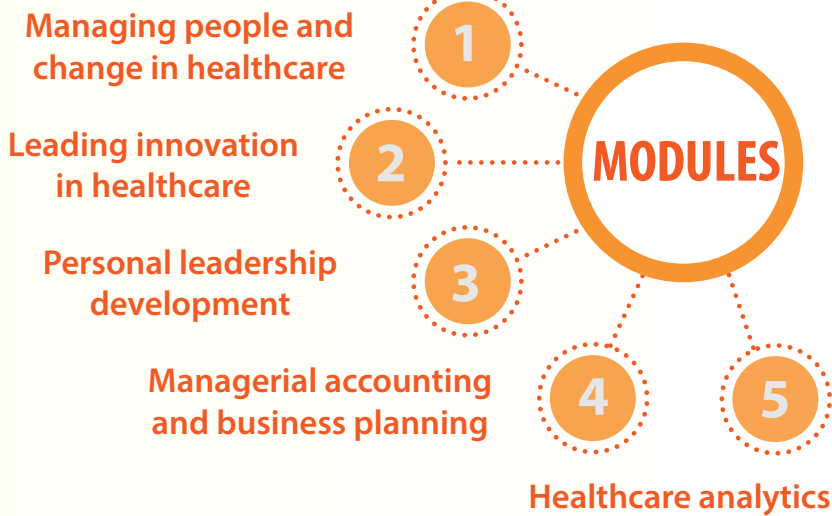 Managing people and
change in healthcare
1
Leading innovation
in healthcare
2
MODULES
Personal leadership
development
3
Managerial accounting
and business planning
4
5
Healthcare analytics